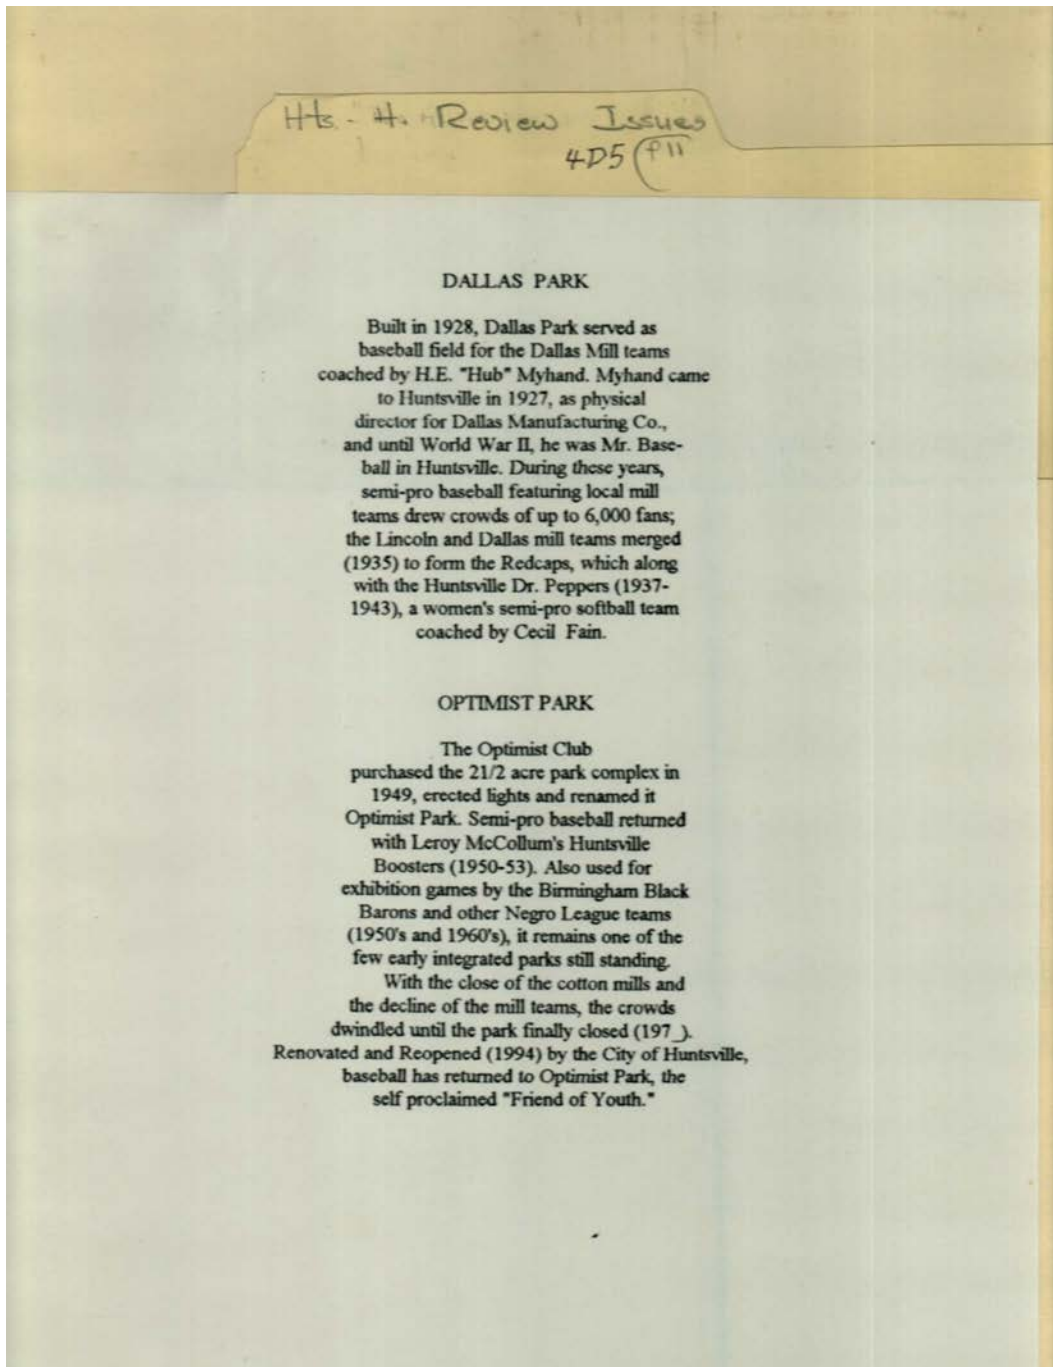 Hts - H. Review Issues
4D5 (P11
DALLAS PARK
Built in 1928, Dallas Park served as
baseball field for the Dallas Mill teams
coached by H.E. "Hub" Myhand. Myhand came
to Huntsville in 1927, as physical
director for Dallas Manufacturing Co.,
and until World War II, he was Mr. Base-
ball in Huntsville. During these years,
semi-pro baseball featuring local mill
teams drew crowds of up to 6,000 fans;
the Lincoln and Dallas mill teams merged
(1935) to form the Redcaps, which along
with the Huntsville Dr. Peppers (1937-
1943), a women's semi-pro softball team
coached by Cecil Fain.
OPTIMIST PARK
The Optimist Club
purchased the 21/2 acre park complex in
1949, erected lights and renamed it
Optimist Park. Semi-pro baseball returned
with Leroy McCollum's Huntsville
Boosters (1950-53). Also used for
exhibition games by the Birmingham Black
Barons and other Negro League teams
(1950's and 1960's), it remains one of the
few early integrated parks still standing.
With the close of the cotton mills and
the decline of the mill teams, the crowds
dwindled until the park finally closed (197_).
Renovated and Reopened (1994) by the City of Huntsville,
baseball has returned to Optimist Park, the
self proclaimed "Friend of Youth."